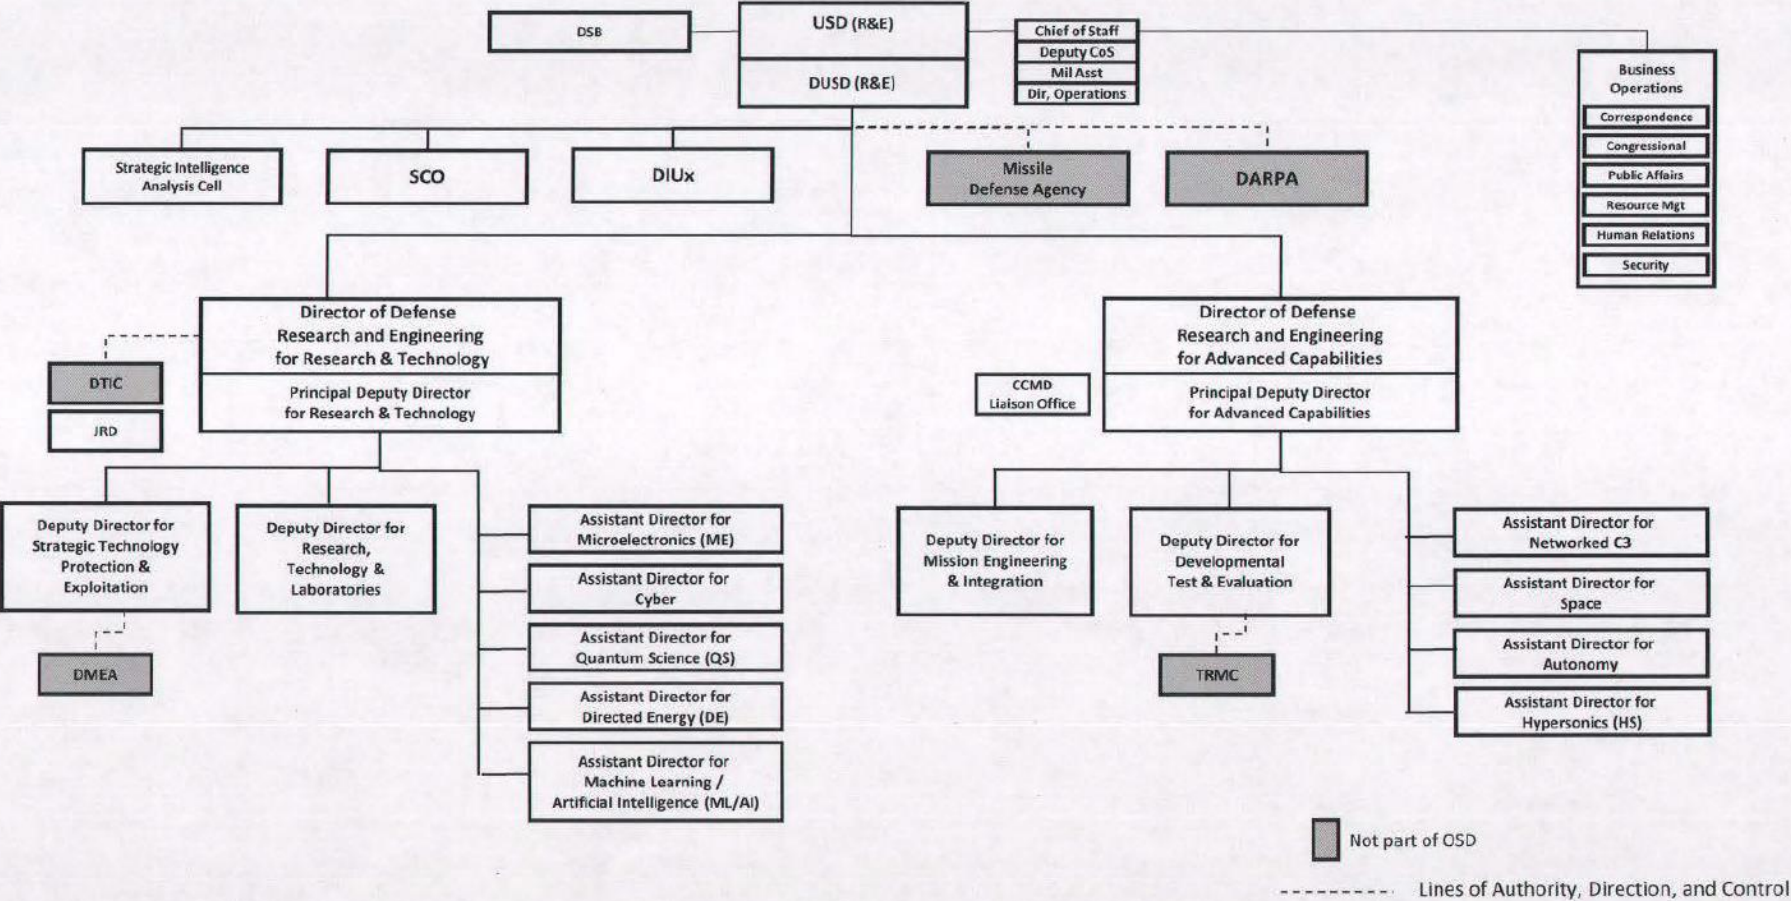 DSB
USD (R&E)
DUSD (R&E)
Chief of Staff
Deputy CoS
Mil Asst
Dir, Operations
Business
Operations
Correspondence
Congressional
Public Affairs
Resource Mgt
Human Relations
Security
Strategic Intelligence
Analysis Cell
SCO
DIUx
Missile
Defense Agency
DARPA
Director of Defense
Research and Engineering
for Research & Technology
Principal Deputy Director
for Research & Technology
DTIC
JRD
Director of Defense
Research and Engineering
for Advanced Capabilities
Principal Deputy Director
for Advanced Capabilities
CCMD
Liaison Office
Deputy Director for
Strategic Technology
Protection &
Exploitation
DMEA
Deputy Director for
Research,
Technology &
Laboratories
Assistant Director for
Microelectronics (ME)
Assistant Director for
Cyber
Assistant Director for
Quantum Science (QS)
Assistant Director for
Directed Energy (DE)
Assistant Director for
Machine Learning /
Artificial Intelligence (ML/AI)
Deputy Director for
Mission Engineering
& Integration
Deputy Director for
Developmental
Test & Evaluation
TRMC
Assistant Director for
Networked C3
Assistant Director for
Space
Assistant Director for
Autonomy
Assistant Director for
Hypersonics (HS)
Not part of OSD
Lines of Authority, Direction, and Control